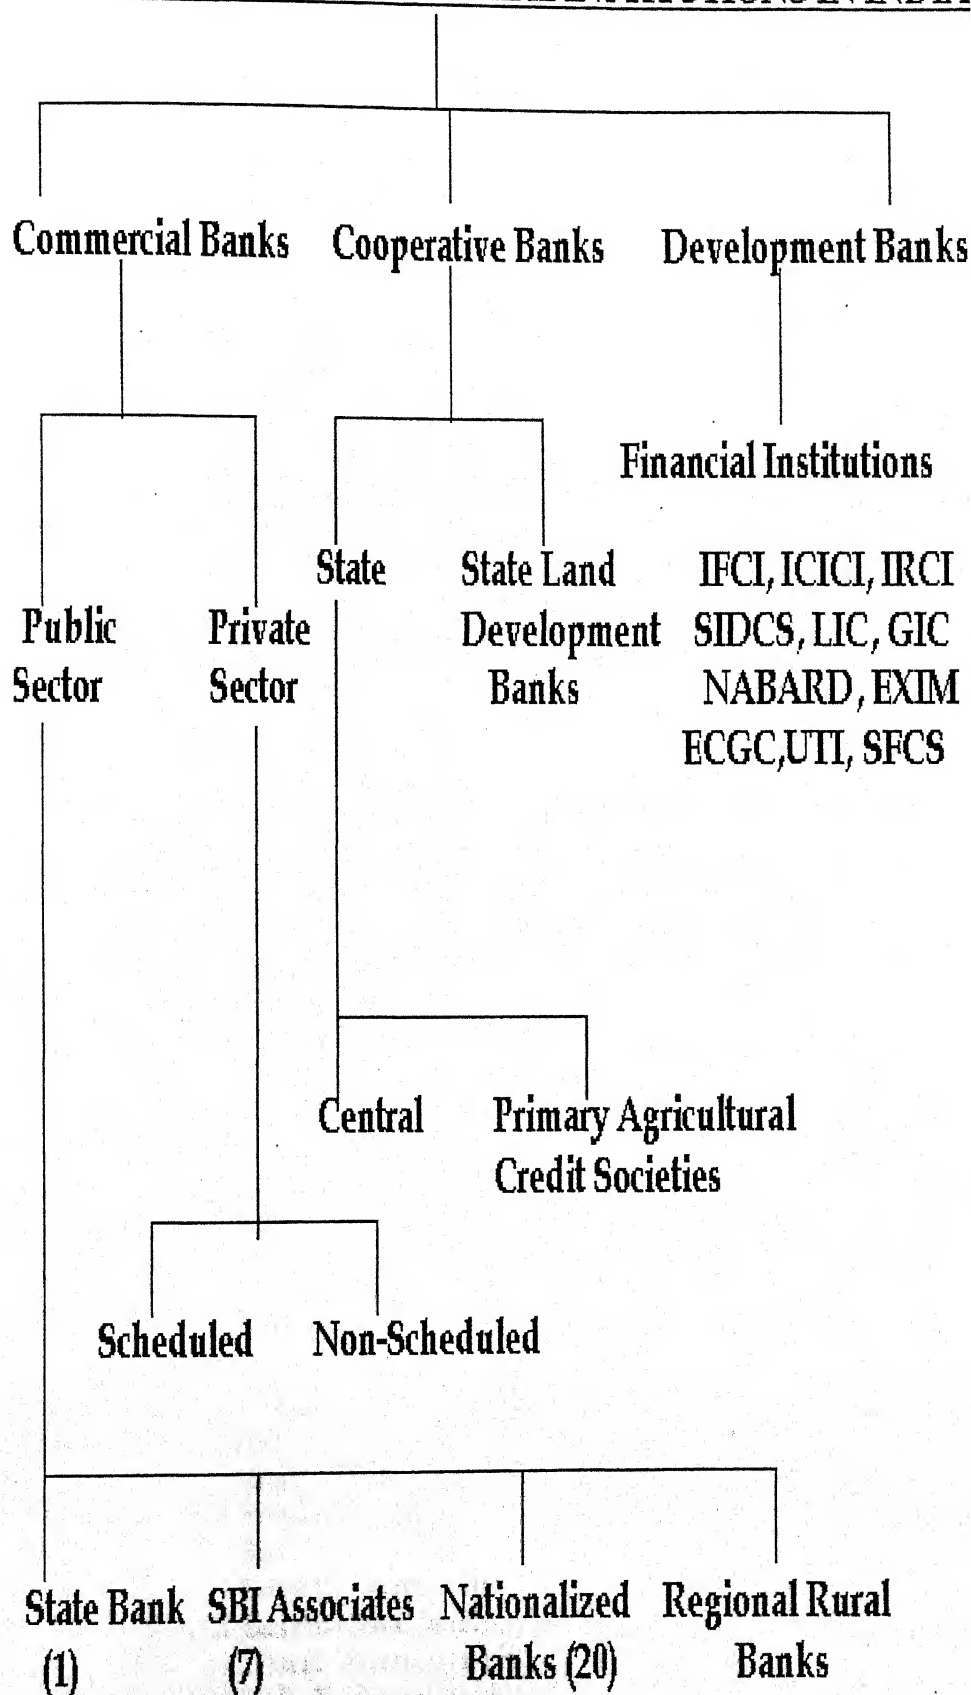 Commercial Banks Cooperative Banks Development Banks
Financial Institutions
State
State Land
Development
Banks
IFCI, ICICI, IRCI
SIDCS, LIC, GIC
NABARD, EXIM
ECGC,UTI, SFCS
Public
Sector
Private
Sector
Central
Primary Agricultural
Credit Societies
Scheduled Non-Scheduled
State Bank
(1)
SBI Associates
(7)
Nationalized
Banks (20)
Regional Rural
Banks